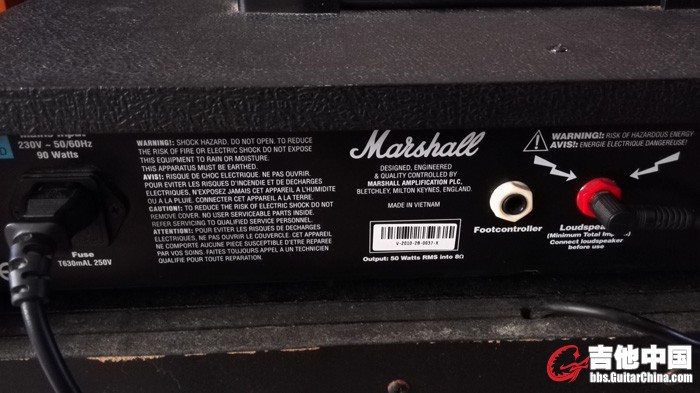 Mains Input
230V ~ 50/60Hz
90 Watts
Fuse
T630mAL 250V
WARNING!: SHOCK HAZARD. DO NOT OPEN. TO REDUCE
THE RISK OF FIRE OR ELECTRIC SHOCK DO NOT EXPOSE
THIS EQUIPMENT TO RAIN OR MOISTURE.
THIS APPARATUS MUST BE EARTHED.
AVIS!: RISQUE DE CHOC ELECTRIQUE. NE PAS OUVRIR.
POUR EVITER LES RISQUES D'INCENDIE ET DE DECHARGES
ELECTRIQUES, N'EXPOSEZ JAMAIS CET APPAREIL A L'HUMIDITE
OU A LA PLUIE. CONNECTER CET APPAREIL A LA TERRE.
CAUTION!: TO REDUCE THE RISK OF ELECTRIC SHOCK DO NOT
REMOVE COVER. NO USER SERVICEABLE PARTS INSIDE.
REFER SERVICING TO QUALIFIED SERVICE PERSONNEL.
ATTENTION!: POUR EVITER LES RISQUES DE DECHARGES
ELECTRIQUES, NE PAS OUVRIR LE COUVERCLE. CET APPAREIL
NE COMPORTE AUCUNE PIECE SUSCEPTIBLE D'ETRE REPAREE
PAR VOS SOINS. FAITES TOUJOURS APPEL A UN TECHNICIEN
QUALIFIE POUR TOUTE REPARATION.
Marshall
DESIGNED, ENGINEERED
& QUALITY CONTROLLED BY
MARSHALL AMPLIFICATION PLC.
BLETCHLEY, MILTON KEYNES, ENGLAND.
MADE IN VIETNAM
Output: 50 Watts RMS into 8Ω
WARNING!: RISK OF HAZARDOUS ENERGY
AVIS!: ENERGIE ELECTRIQUE DANGEREUSE!
Footcontroller
(Minimum Total
Connect loudspeaker
before use
吉他中国
bbs.GuitarChina.com